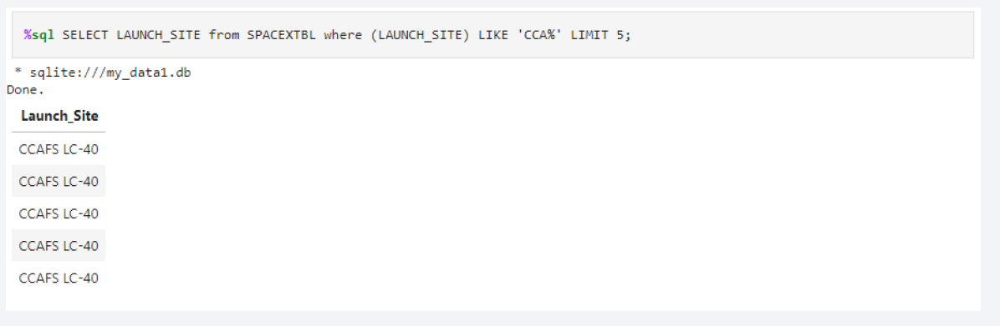 %sql SELECT LAUNCH_SITE from SPACEXTBL where (LAUNCH_SITE) LIKE 'CCA%' LIMIT 5;
* sqlite:///my_data1.db
Done.
Launch_Site
CCAFS LC-40
CCAFS LC-40
CCAFS LC-40
CCAFS LC-40
CCAFS LC-40